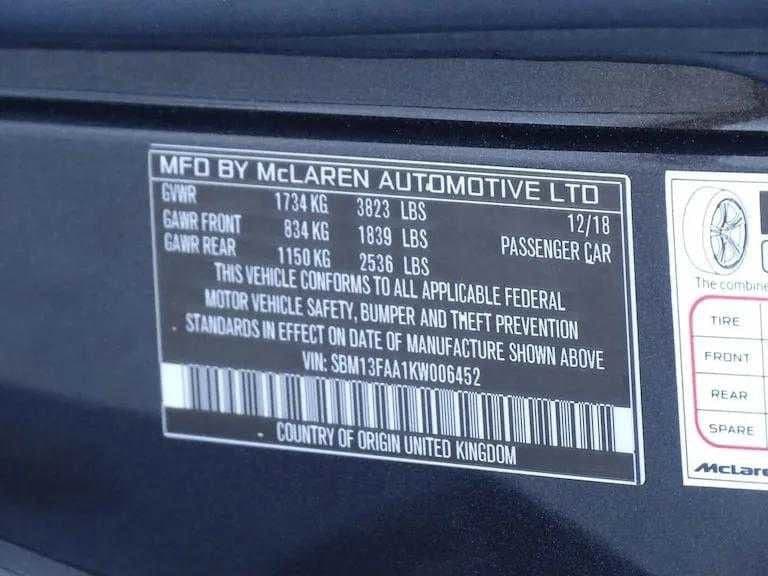 MFD BY McLAREN AUTOMOTIVE LTD
GVWR 1734 KG 3823 LBS 12/18
GAWR FRONT 834 KG 1839 LBS PASSENGER CAR
GAWR REAR 1150 KG 2536 LBS
THIS VEHICLE CONFORMS TO ALL APPLICABLE FEDERAL
MOTOR VEHICLE SAFETY, BUMPER AND THEFT PREVENTION
STANDARDS IN EFFECT ON DATE OF MANUFACTURE SHOWN ABOVE
VIN: SBM13FAA1KW006452
COUNTRY OF ORIGIN UNITED KINGDOM
The
TIRE
FRONT
REAR
SPARE